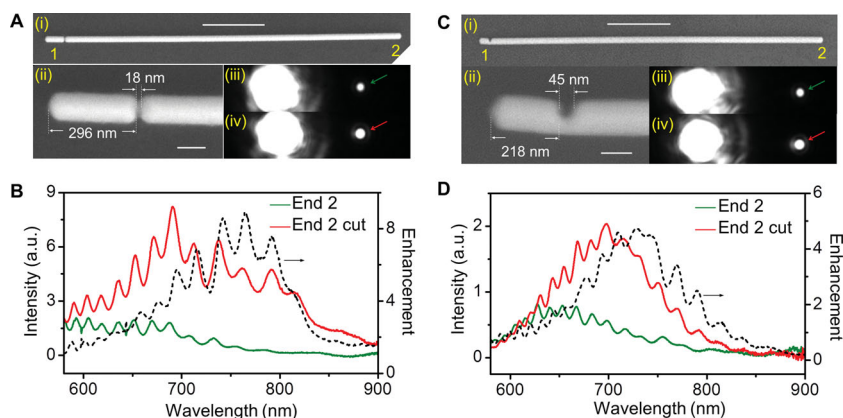 A
(i)
1
2
(ii)
18 nm
296 nm
(iii)
(iv)
B
End 2
End 2 cut
9
6
3
0
8
4
0
Intensity (a.u.)
Enhancement
600
700
800
900
Wavelength (nm)
C
(i)
1
2
(ii)
45 nm
218 nm
(iii)
(iv)
D
End 2
End 2 cut
2
1
0
6
4
2
0
Intensity (a.u.)
Enhancement
600
700
800
900
Wavelength (nm)